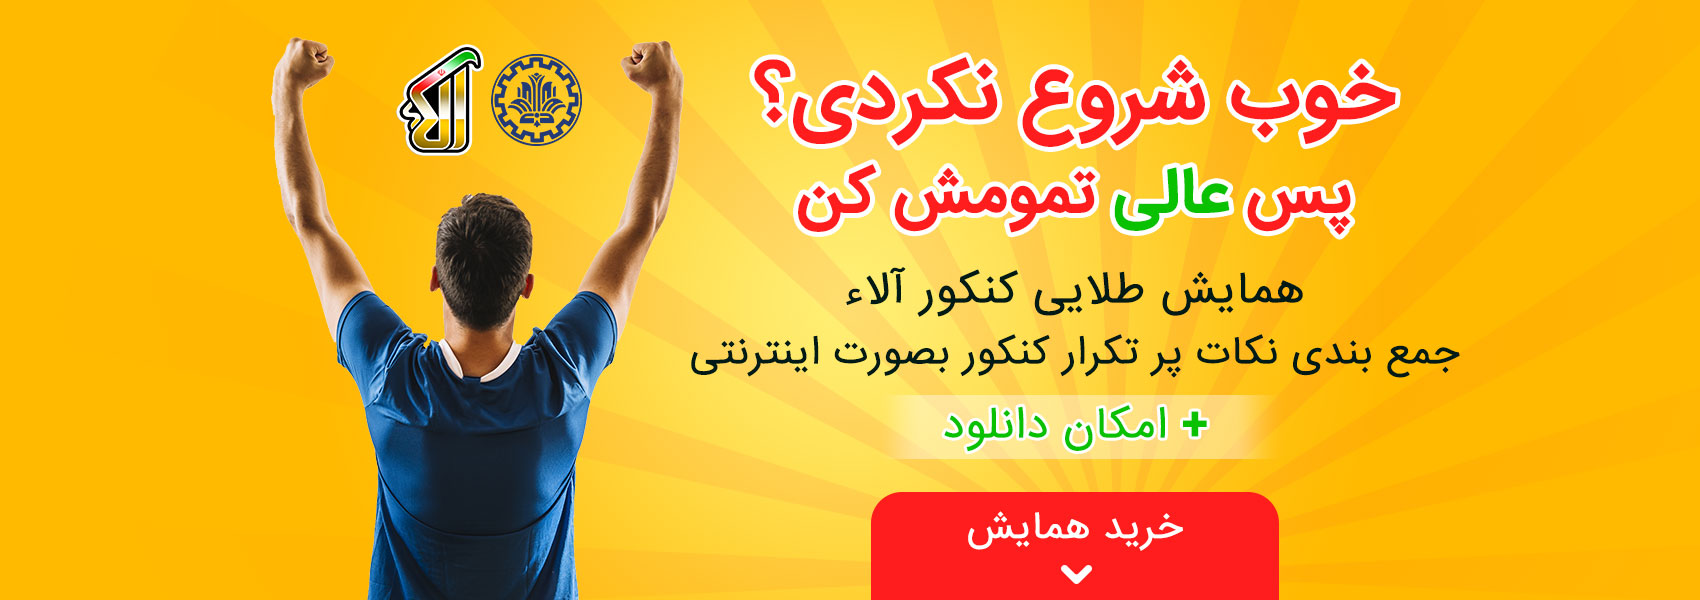 آلاء
خوب شروع نکردی؟
پس عالی تمومش کن
همایش طلایی کنکور آلاء
جمع بندی نکات پر تکرار کنکور بصورت اینترنتی
+ امکان دانلود
خرید همایش